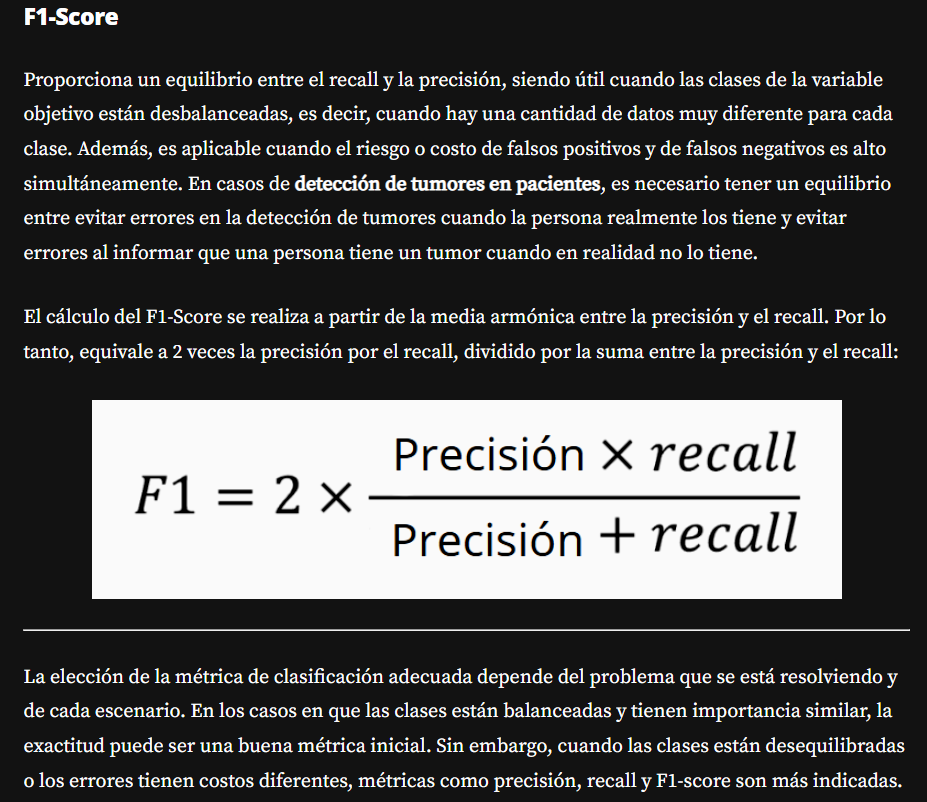 F1-Score
Proporciona un equilibrio entre el recall y la precisión, siendo útil cuando las clases de la variable
objetivo están desbalanceadas, es decir, cuando hay una cantidad de datos muy diferente para cada
clase. Además, es aplicable cuando el riesgo o costo de falsos positivos y de falsos negativos es alto
simultáneamente. En casos de detección de tumores en pacientes, es necesario tener un equilibrio
entre evitar errores en la detección de tumores cuando la persona realmente los tiene y evitar
errores al informar que una persona tiene un tumor cuando en realidad no lo tiene.
El cálculo del F1-Score se realiza a partir de la media armónica entre la precisión y el recall. Por lo
tanto, equivale a 2 veces la precisión por el recall, dividido por la suma entre la precisión y el recall:
Precisión × recall
F1 = 2 ×
Precisión + recall
La elección de la métrica de clasificación adecuada depende del problema que se está resolviendo y
de cada escenario. En los casos en que las clases están balanceadas y tienen importancia similar, la
exactitud puede ser una buena métrica inicial. Sin embargo, cuando las clases están desequilibradas
o los errores tienen costos diferentes, métricas como precisión, recall y F1-score son más indicadas.